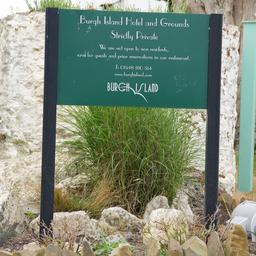 Burgh Island Hotel and Grounds
Strictly Private
We are not open to non residents,
except for guests and prior reservations in our restaurant.
T: 01548 810 514
www.burghisland.com
BURGH ISLAND